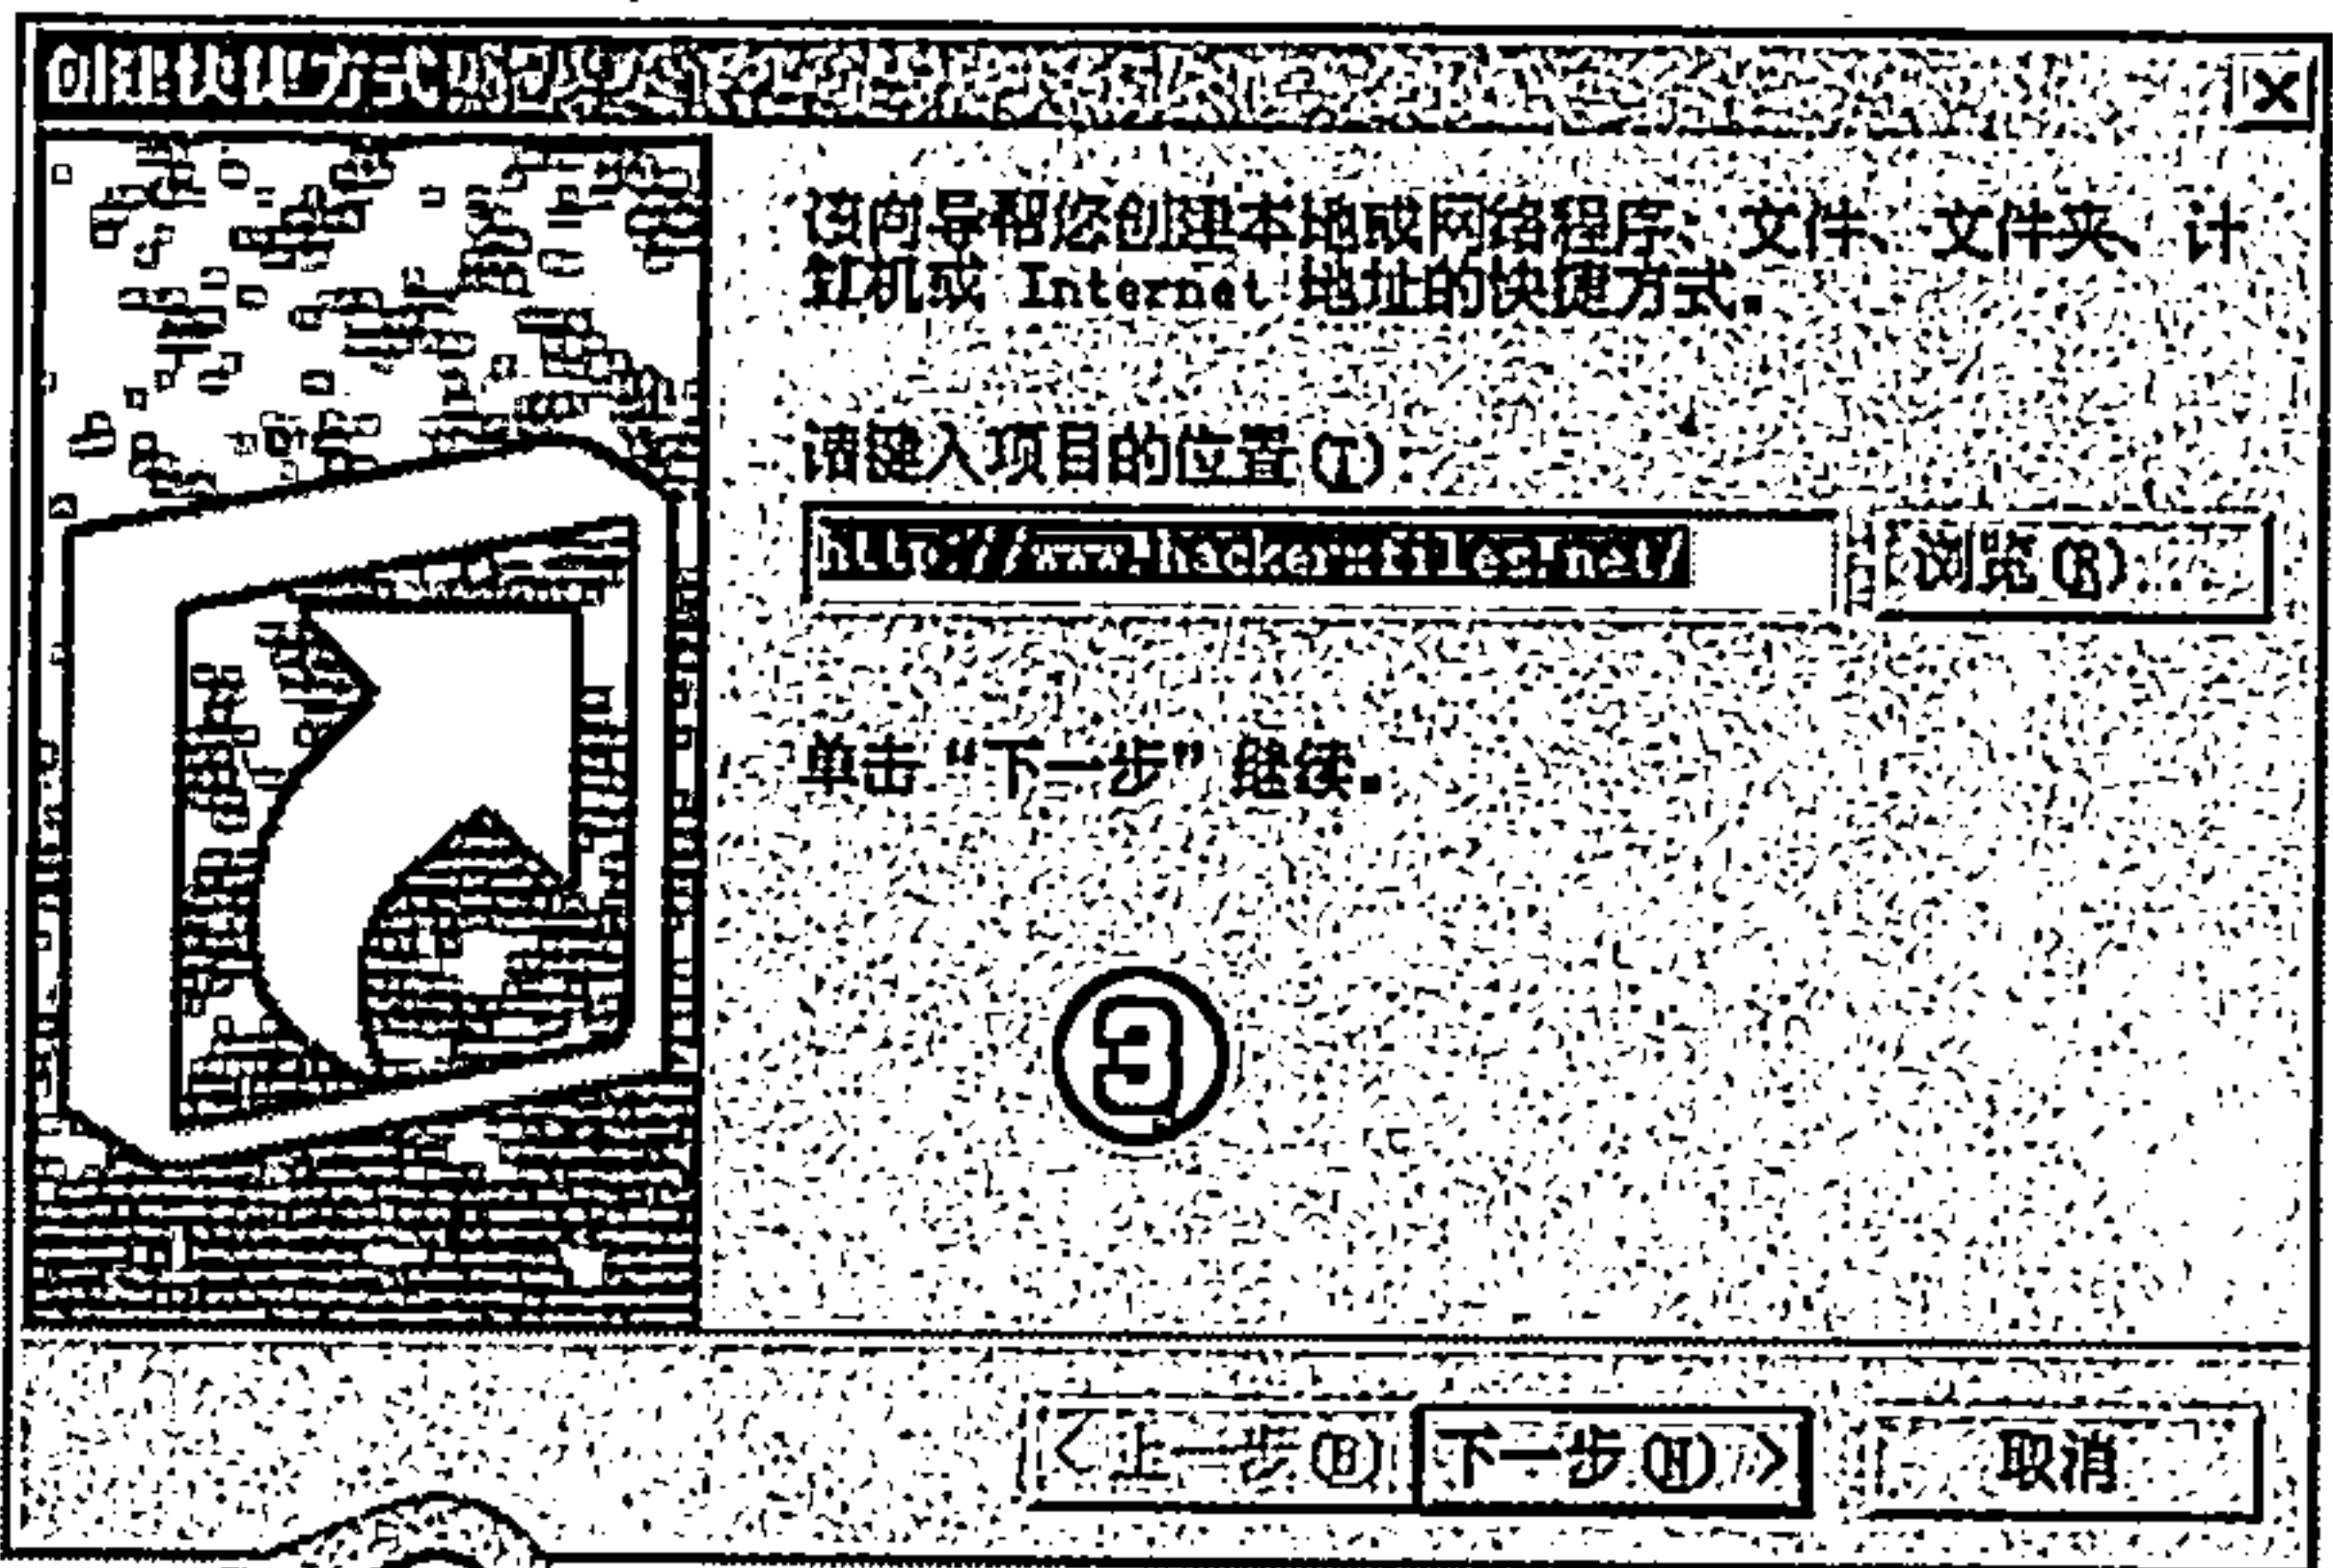 创建快捷方式
该向导帮您创建本地或网络程序、文件、文件夹、计
算机或 Internet 地址的快捷方式。
请键入项目的位置(T):
http://www.hackerxfiles.net/
浏览(R)...
单击“下一步”继续。
③
<上一步(B)
下一步(N)>
取消